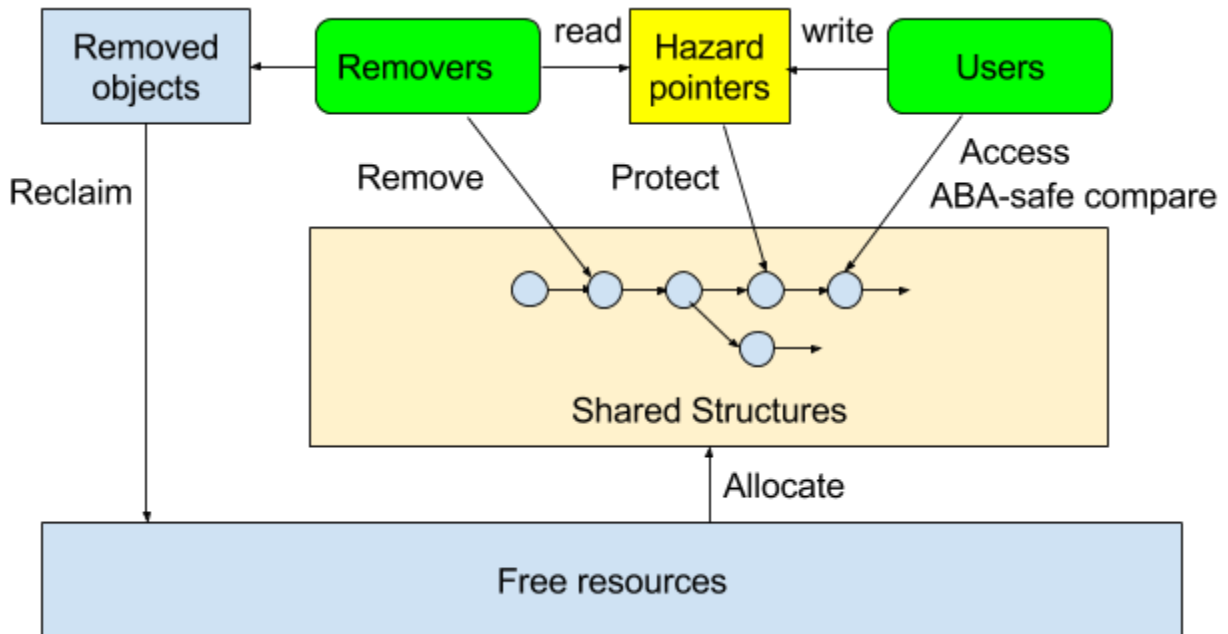 Removed
objects
Removers
read
Hazard
pointers
write
Users
Reclaim
Remove
Protect
Access
ABA-safe compare
Shared Structures
Allocate
Free resources